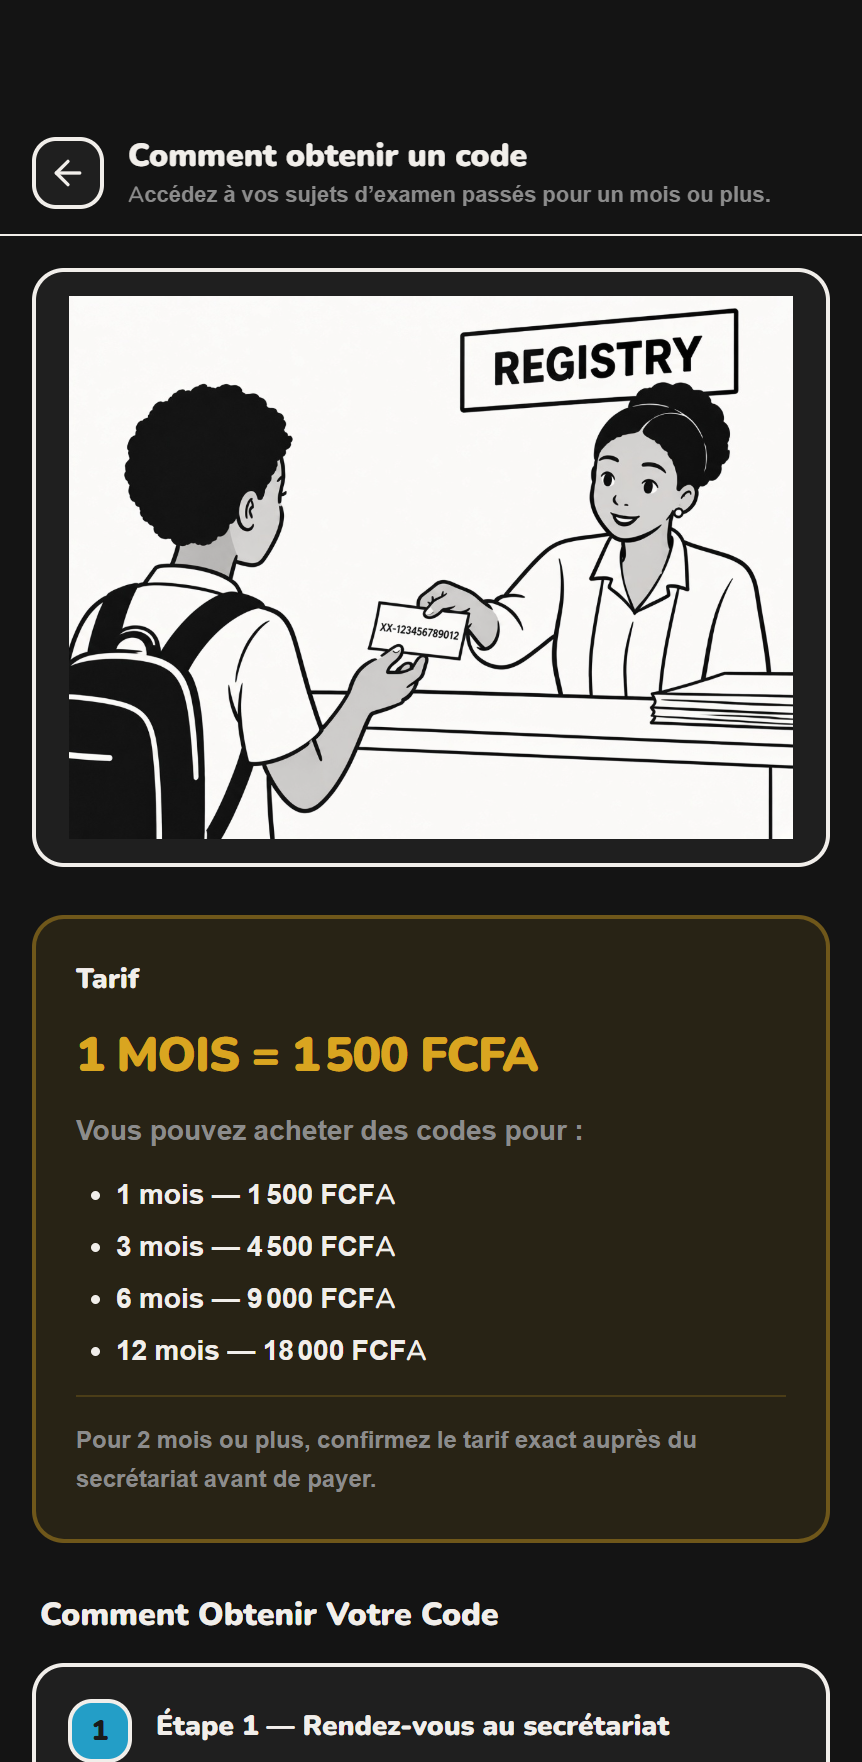 Comment obtenir un code
Accédez à vos sujets d’examen passés pour un mois ou plus.
REGISTRY
XX-123456789012
Tarif
1 MOIS = 1 500 FCFA
Vous pouvez acheter des codes pour :
• 1 mois — 1 500 FCFA
• 3 mois — 4 500 FCFA
• 6 mois — 9 000 FCFA
• 12 mois — 18 000 FCFA
Pour 2 mois ou plus, confirmez le tarif exact auprès du
secrétariat avant de payer.
Comment Obtenir Votre Code
1 Étape 1 — Rendez-vous au secrétariat